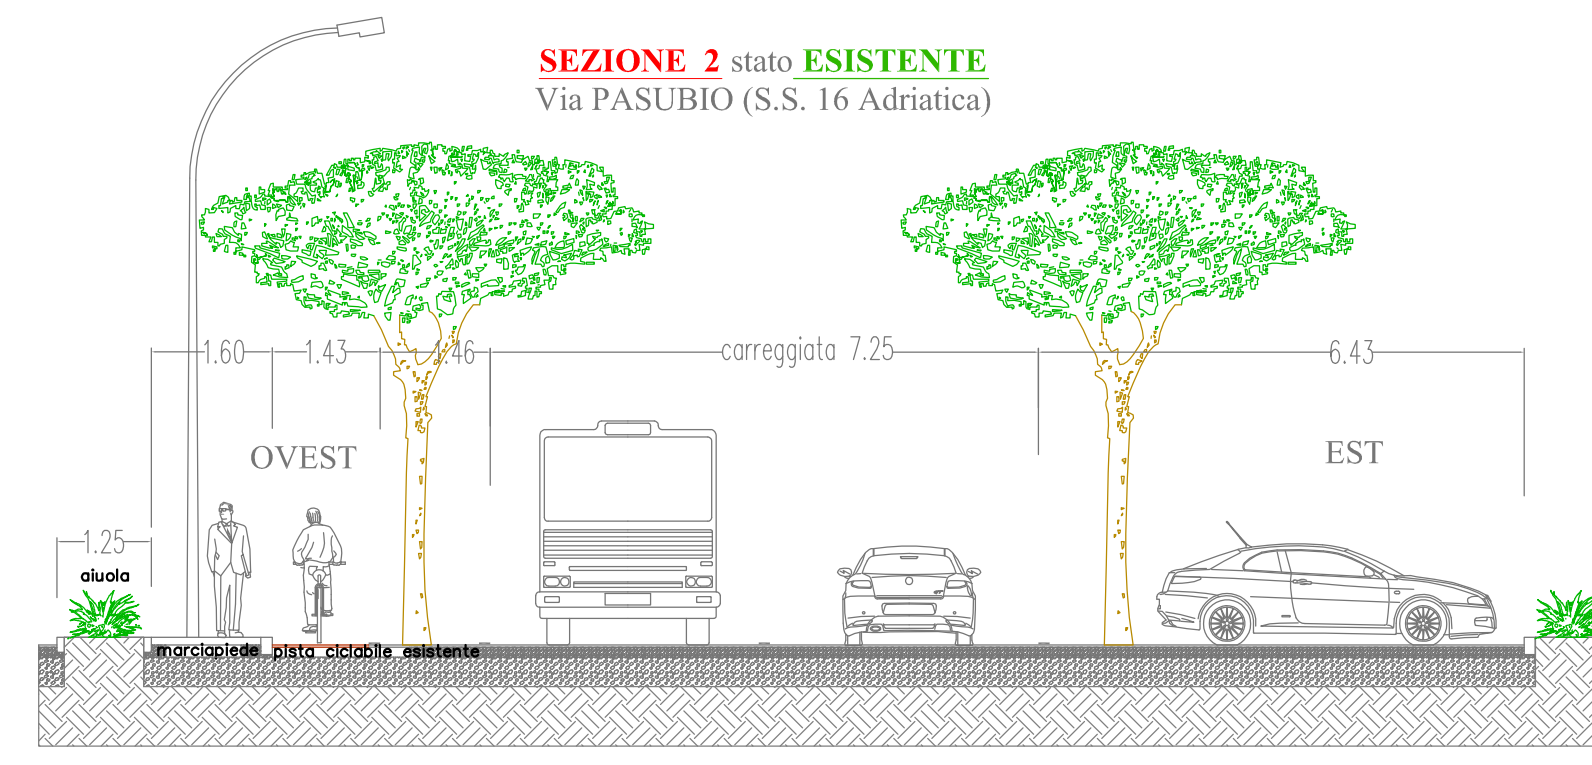 SEZIONE 2 stato ESISTENTE
Via PASUBIO (S.S. 16 Adriatica)
1.60 1.43 1.46 carreggiata 7.25 6.43
OVEST EST
1.25
aiuola
marciapiede pista ciclabile esistente